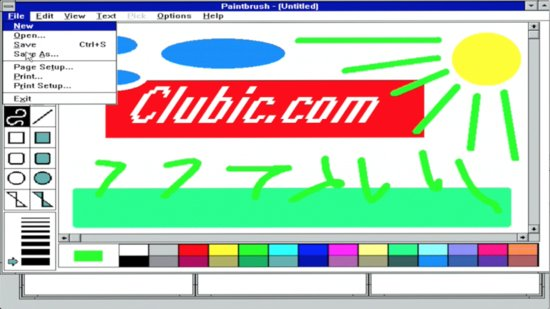 Paintbrush - (Untitled)
File Edit View Text Pick Options Help
New
Open...
Save Ctrl+S
Save As...
Page Setup...
Print...
Print Setup...
Exit
Clubic.com